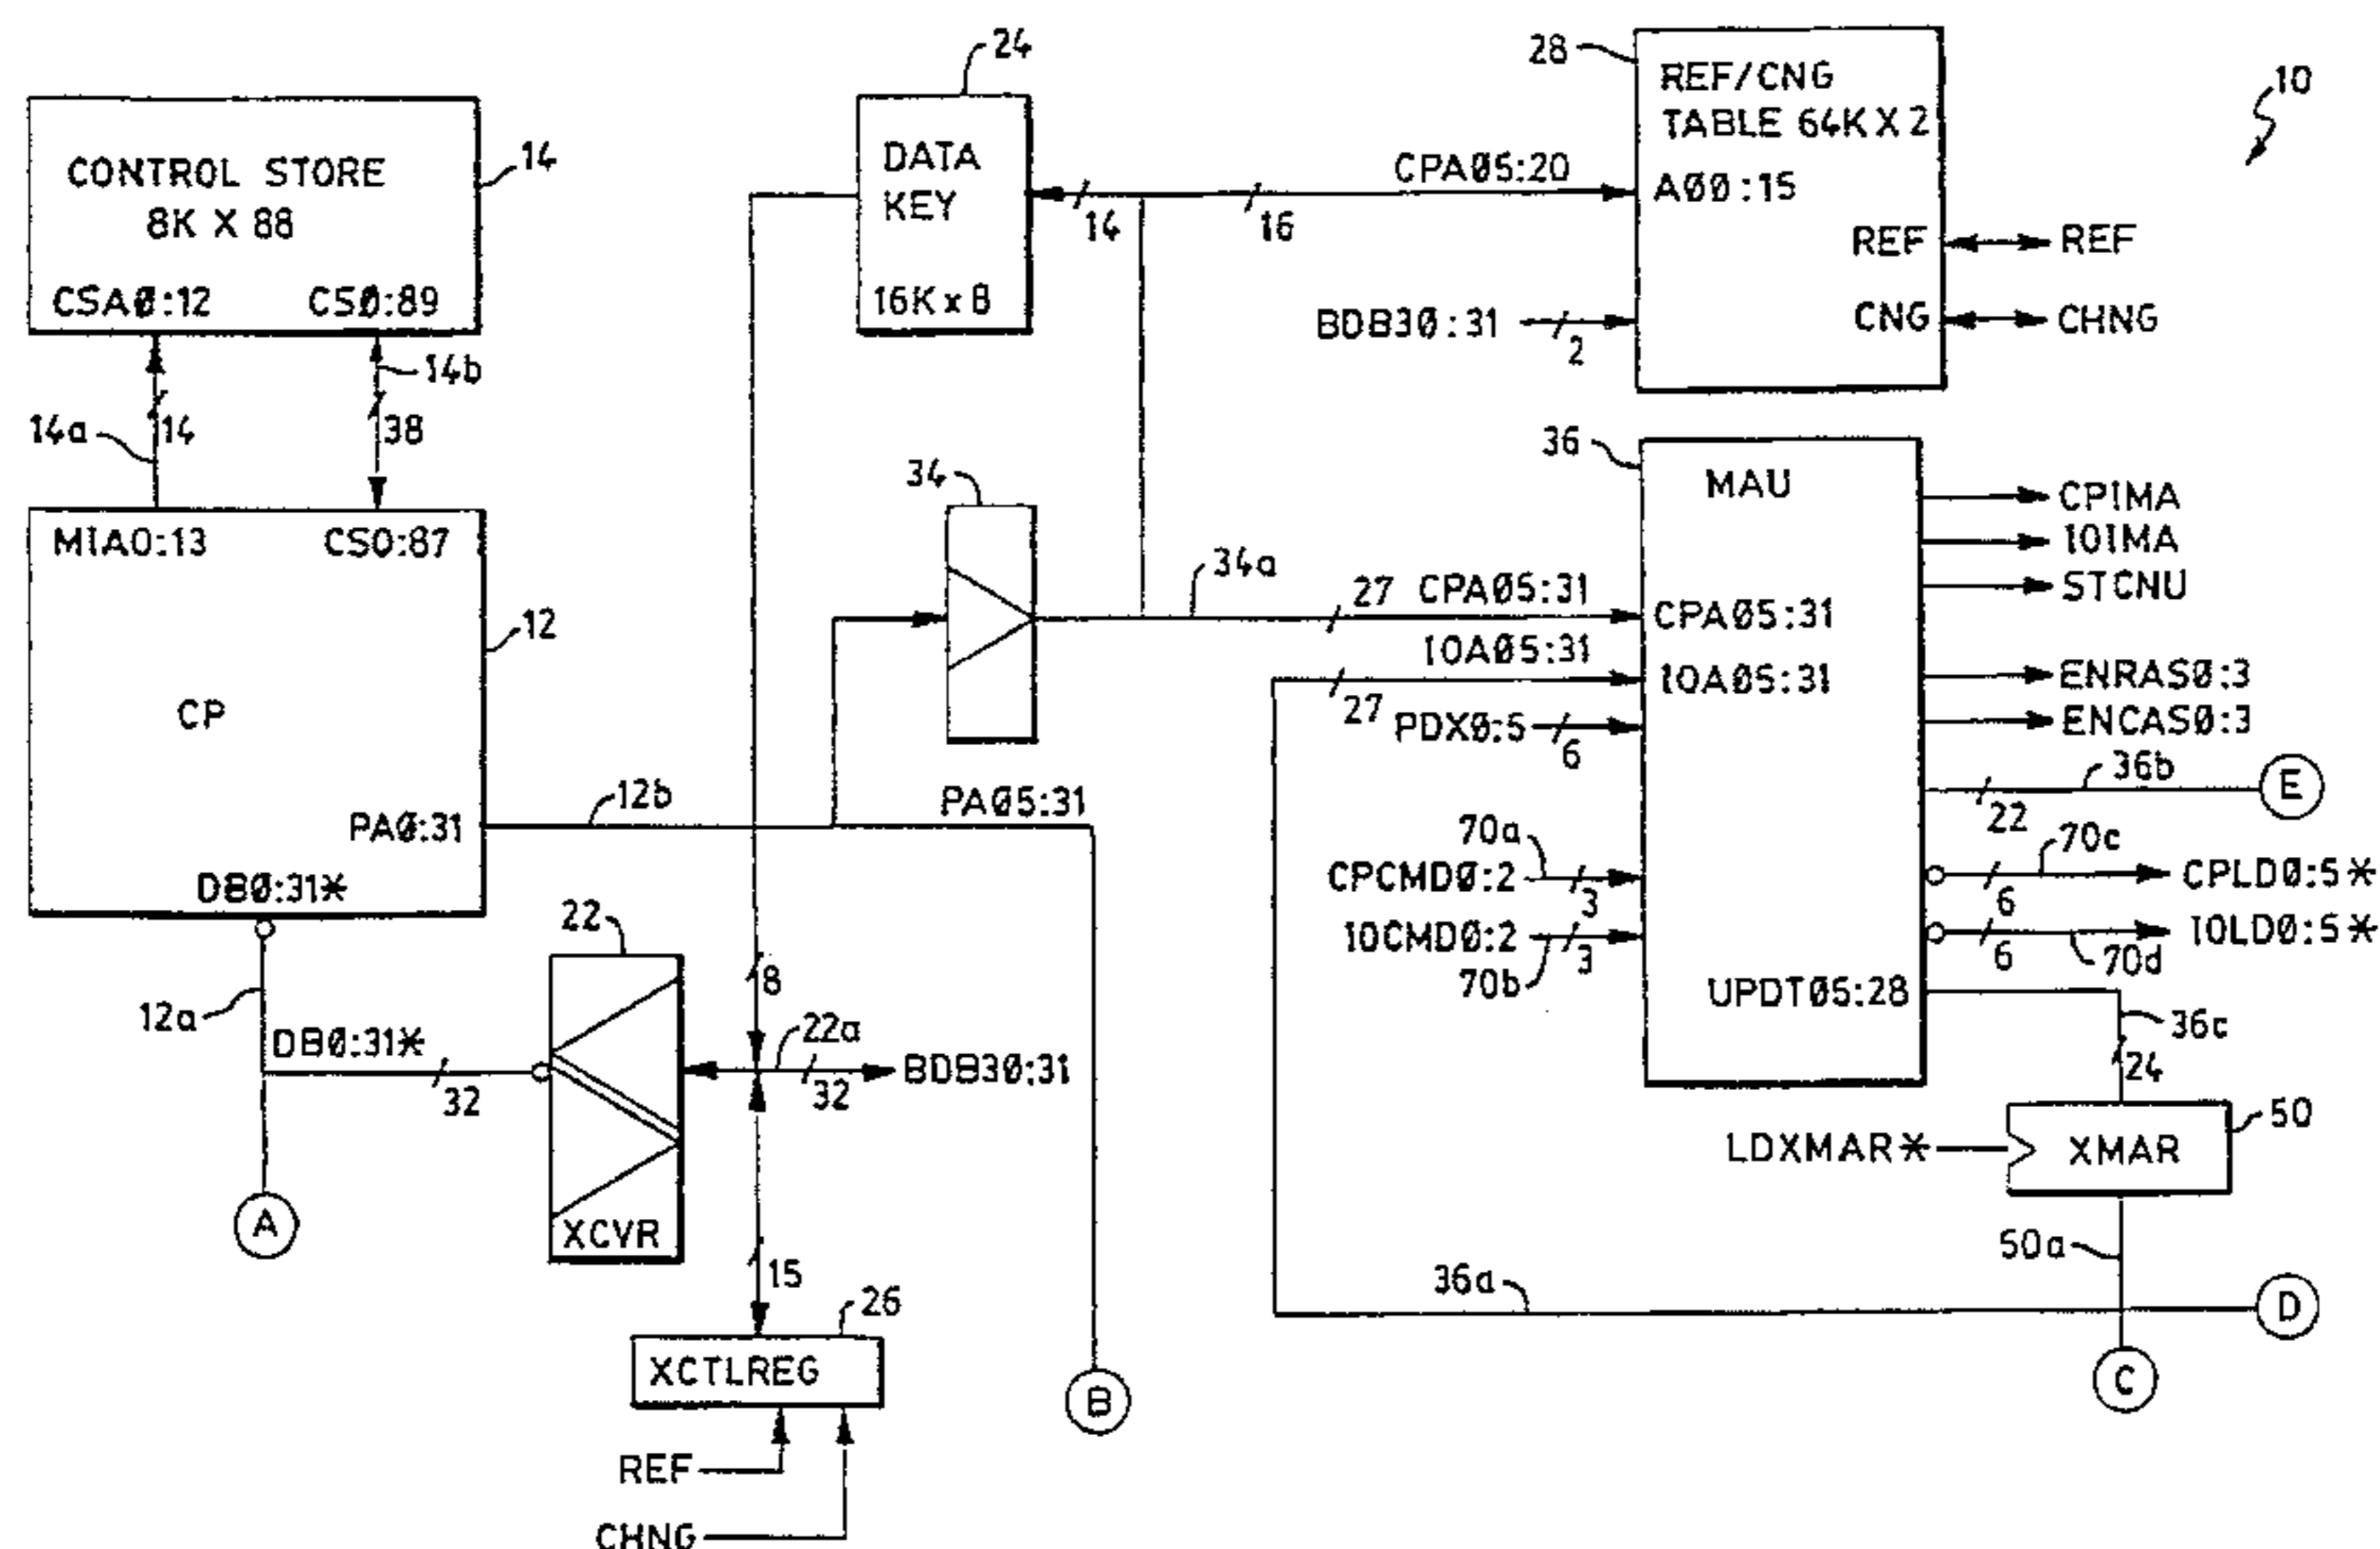 24
28
REF/CNG
TABLE 64K X 2
10
CONTROL STORE
8K X 88
14
DATA
KEY
CPA05:20
A00:15
14
16
REF
REF
CSA0:12
CS0:89
16K x 8
BDB30:31
2
CNG
CHNG
14b
14a
14
38
36
MAU
34
CPIMA
MIA0:13
CS0:87
IOIMA
34a
27
CPA05:31
STCNU
CPA05:31
12
IOA05:31
ENRAS0:3
IOA05:31
27
PDX0:5
6
ENCAS0:3
CP
12b
PA05:31
36b
E
22
PA0:31
70a
70c
CPCMD0:2
3
CPLD0:5*
6
DB0:31*
22
IOCMD0:2
3
IOLD0:5*
6
70d
70b
8
UPDT05:28
12a
22a
36c
DB0:31*
32
32
BDB30:31
24
LDXMAR*
XMAR
50
A
XCVR
50a
15
36a
26
D
XCTLREG
B
C
REF
CHNG